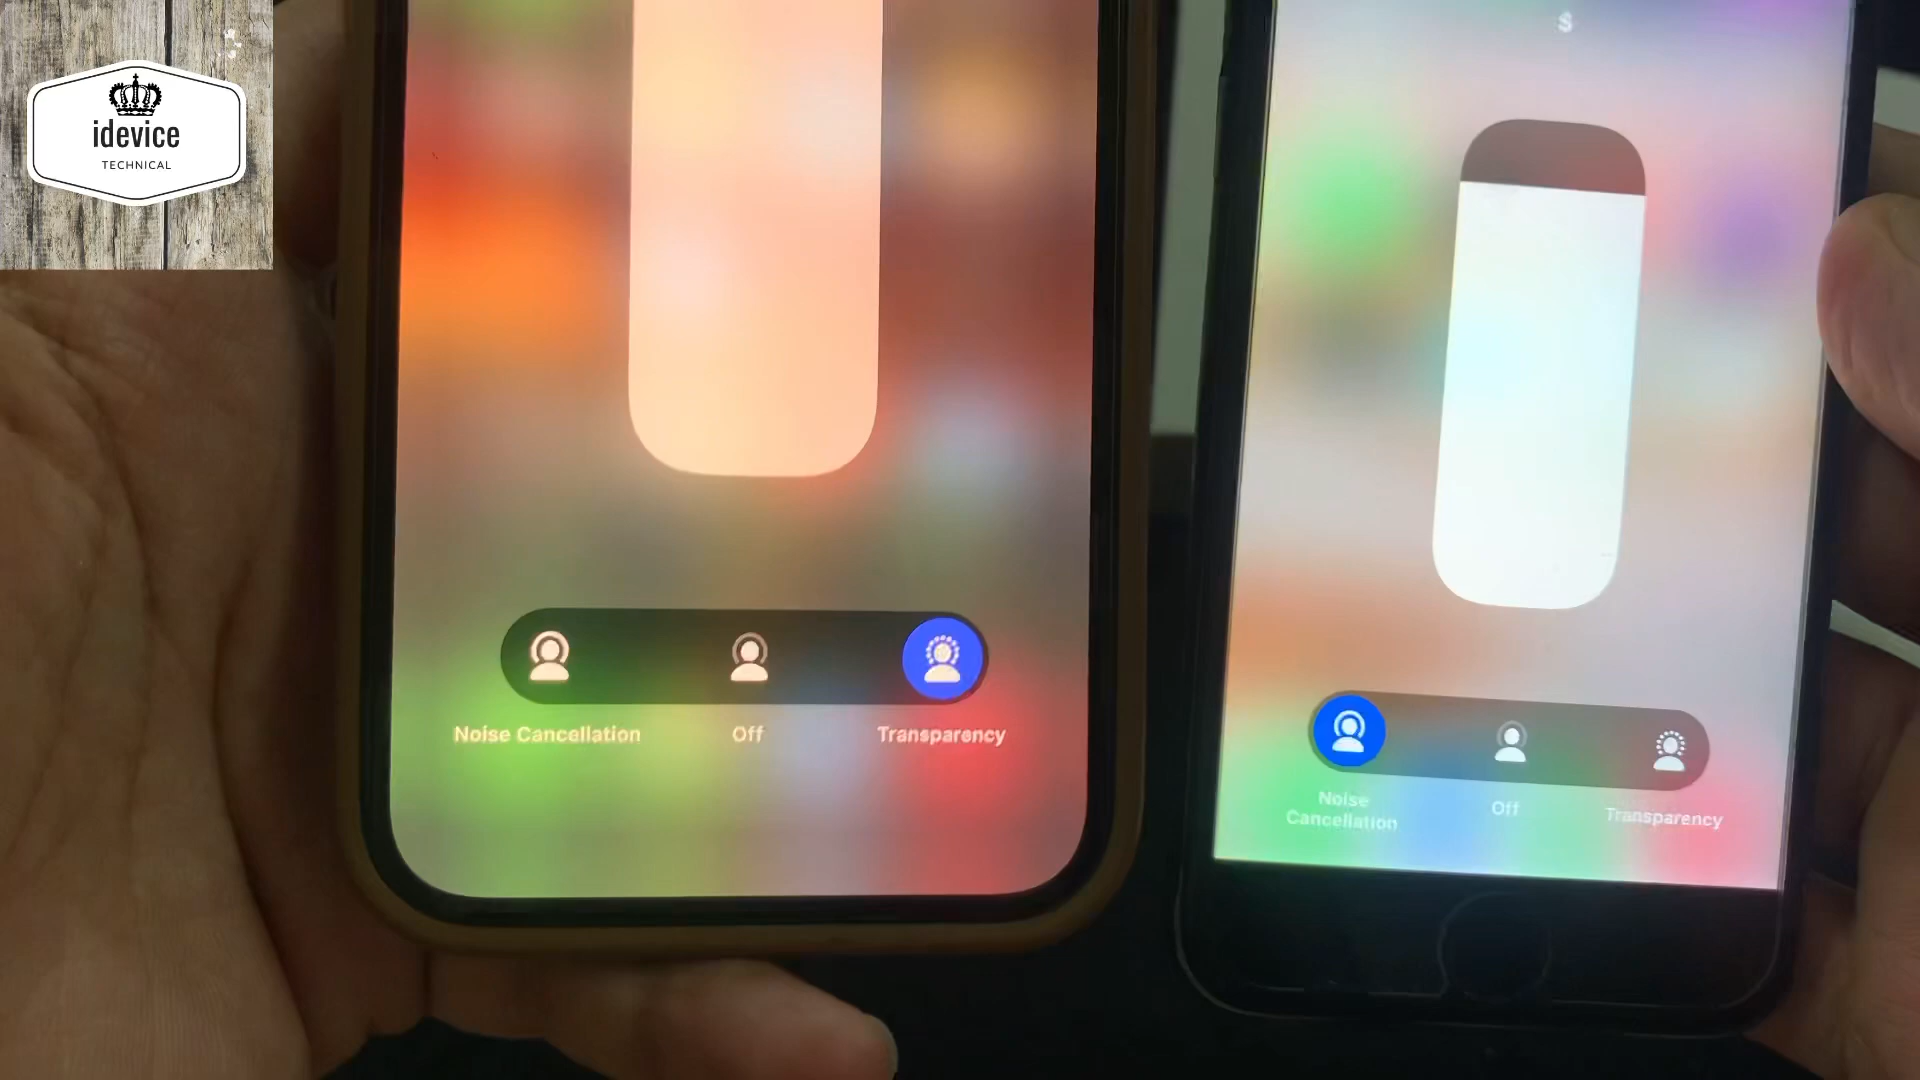 idevice
TECHNICAL
Noise Cancellation
Off
Transparency
Noise
Cancellation
Off
Transparency